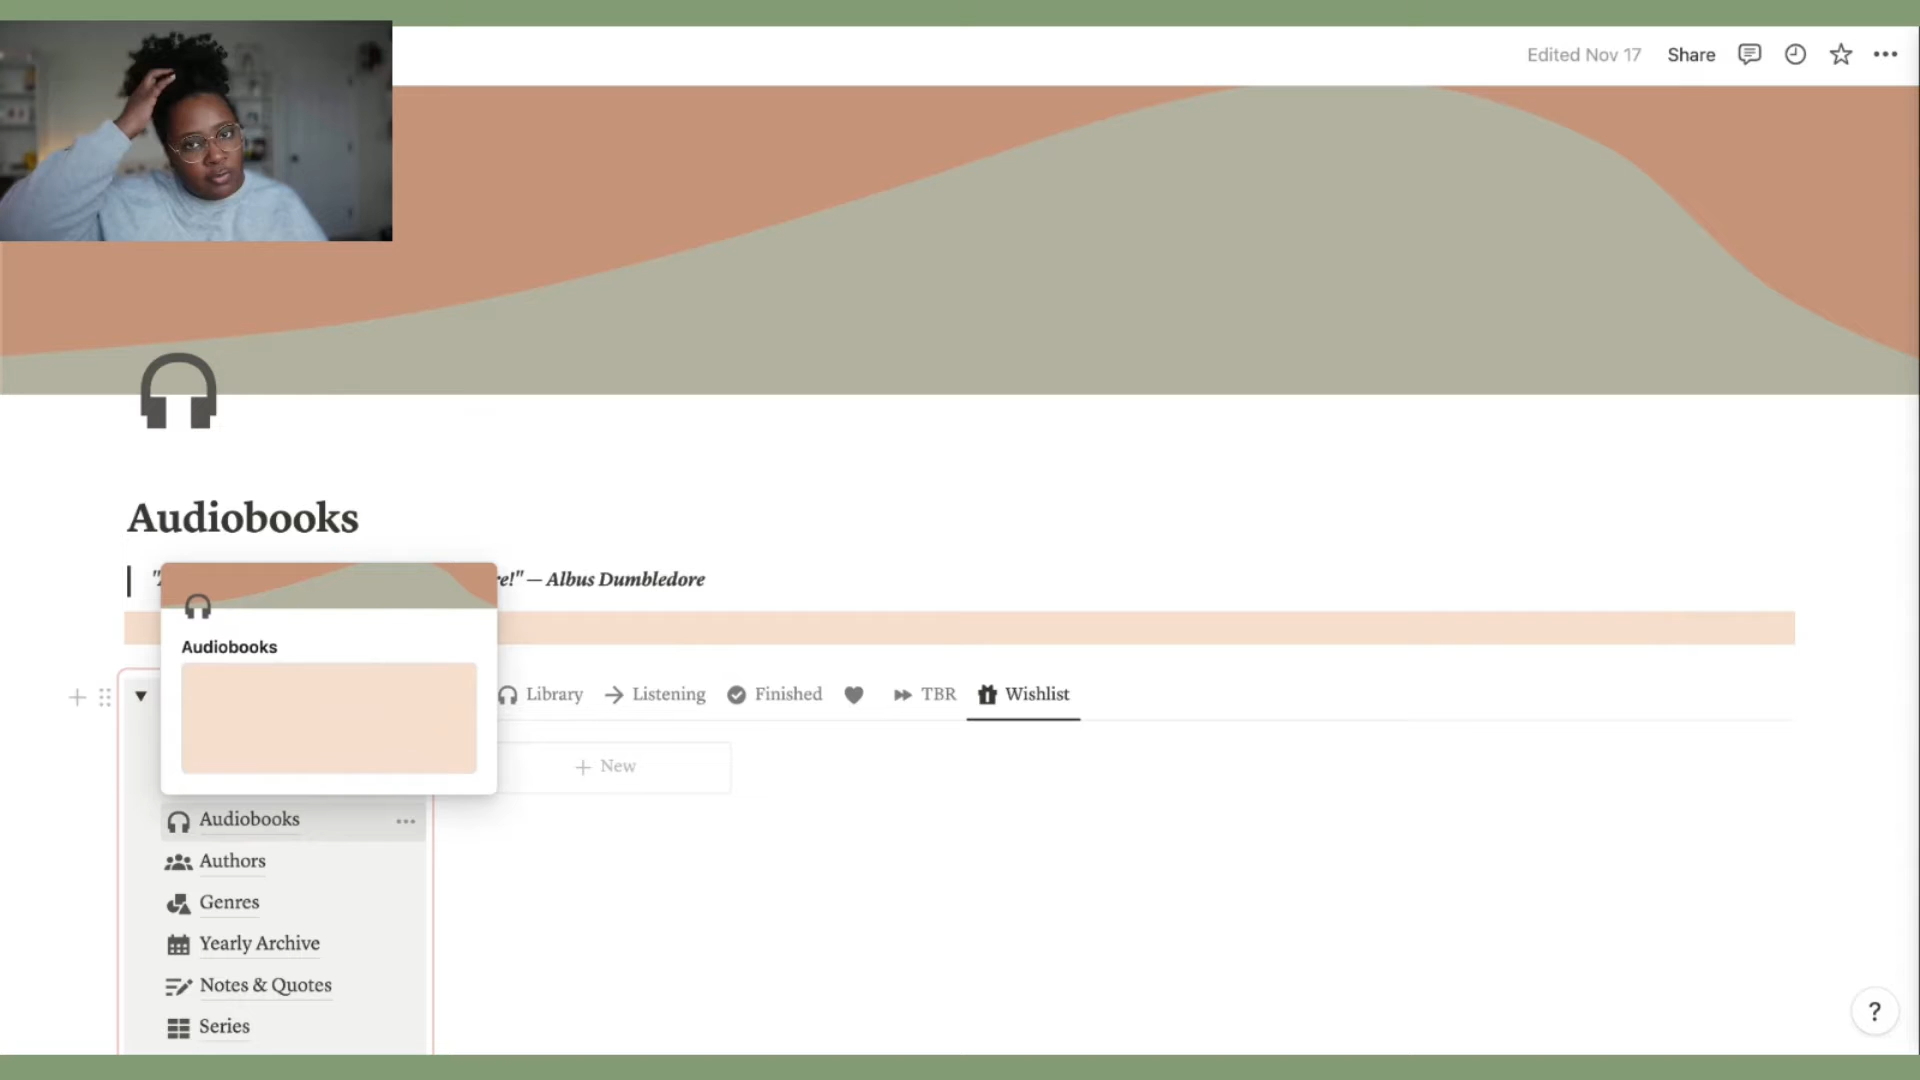 Edited Nov 17 Share
Audiobooks
re!" — Albus Dumbledore
Audiobooks
Library Listening Finished TBR Wishlist
+ New
Audiobooks
Authors
Genres
Yearly Archive
Notes & Quotes
Series
?